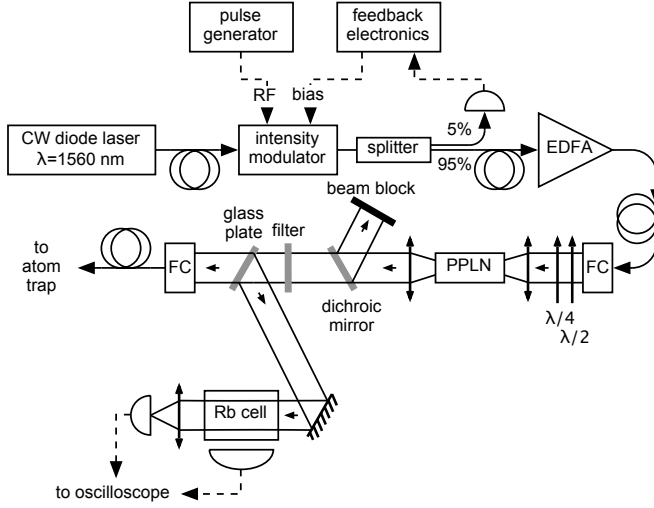 pulse
generator
feedback
electronics
RF
bias
5%
CW diode laser
λ=1560 nm
intensity
modulator
splitter
95%
EDFA
beam block
glass
plate
filter
to
atom
trap
FC
PPLN
FC
dichroic
mirror
λ/4
λ/2
Rb cell
to oscilloscope